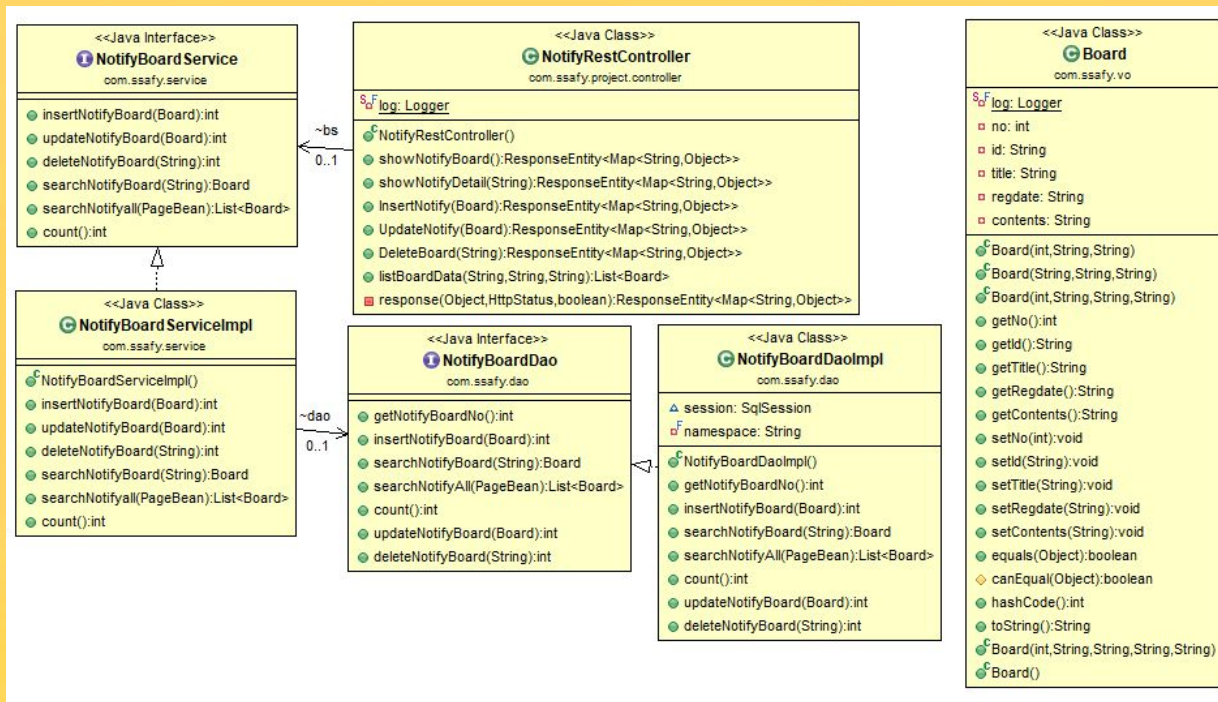 <<Java Interface>>
NotifyBoardService
com.ssafy.service
insertNotifyBoard(Board):int
updateNotifyBoard(Board):int
deleteNotifyBoard(String):int
searchNotifyBoard(String):Board
searchNotifyall(PageBean):List<Board>
count():int
~bs
0..1
<<Java Class>>
NotifyRestController
com.ssafy.project.controller
log: Logger
NotifyRestController()
showNotifyBoard():ResponseEntity<Map<String,Object>>
showNotifyDetail(String):ResponseEntity<Map<String,Object>>
InsertNotify(Board):ResponseEntity<Map<String,Object>>
UpdateNotify(Board):ResponseEntity<Map<String,Object>>
DeleteBoard(String):ResponseEntity<Map<String,Object>>
listBoardData(String,String,String):List<Board>
response(Object,HttpStatus,boolean):ResponseEntity<Map<String,Object>>
<<Java Class>>
NotifyBoardServiceImpl
com.ssafy.service
NotifyBoardServiceImpl()
insertNotifyBoard(Board):int
updateNotifyBoard(Board):int
deleteNotifyBoard(String):int
searchNotifyBoard(String):Board
searchNotifyall(PageBean):List<Board>
count():int
~dao
0..1
<<Java Interface>>
NotifyBoardDao
com.ssafy.dao
getNotifyBoardNo():int
insertNotifyBoard(Board):int
searchNotifyBoard(String):Board
searchNotifyAll(PageBean):List<Board>
count():int
updateNotifyBoard(Board):int
deleteNotifyBoard(String):int
<<Java Class>>
NotifyBoardDaoImpl
com.ssafy.dao
session: SqlSession
namespace: String
NotifyBoardDaoImpl()
getNotifyBoardNo():int
insertNotifyBoard(Board):int
searchNotifyBoard(String):Board
searchNotifyAll(PageBean):List<Board>
count():int
updateNotifyBoard(Board):int
deleteNotifyBoard(String):int
<<Java Class>>
Board
com.ssafy.vo
log: Logger
no: int
id: String
title: String
regdate: String
contents: String
Board(int,String,String)
Board(String,String,String)
Board(int,String,String,String)
getNo():int
getId():String
getTitle():String
getRegdate():String
getContents():String
setNo(int):void
setId(String):void
setTitle(String):void
setRegdate(String):void
setContents(String):void
equals(Object):boolean
canEqual(Object):boolean
hashCode():int
toString():String
Board(int,String,String,String,String)
Board()